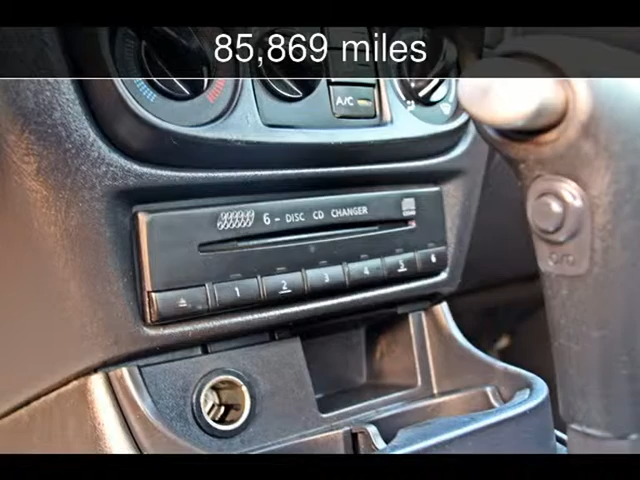 85,869 miles
A/C
6- DISC CD CHANGER
1 2 3 4 5 6
O/D